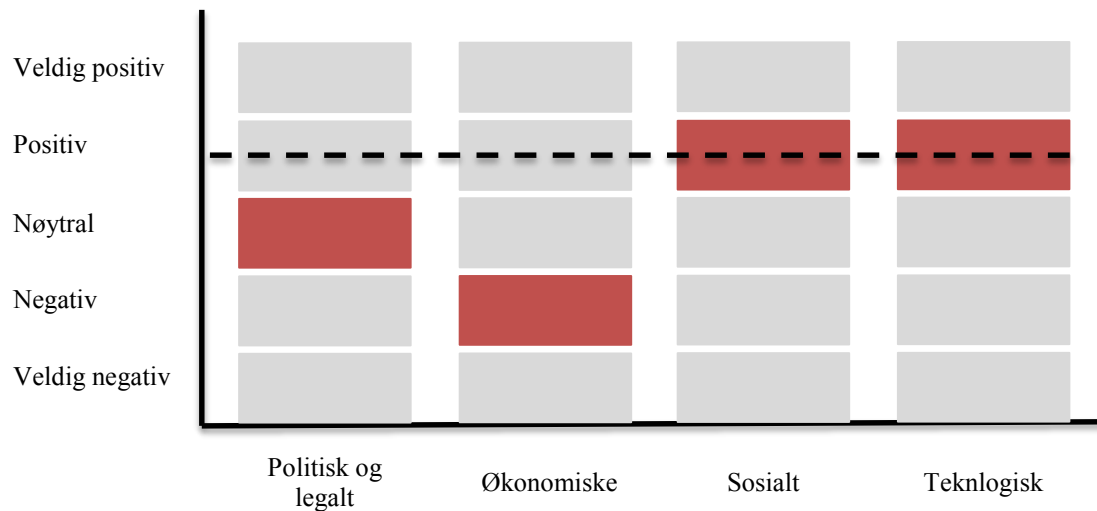 Veldig positiv
Positiv
Nøytral
Negativ
Veldig negativ
Politisk og
legalt
Økonomiske
Sosialt
Teknlogisk